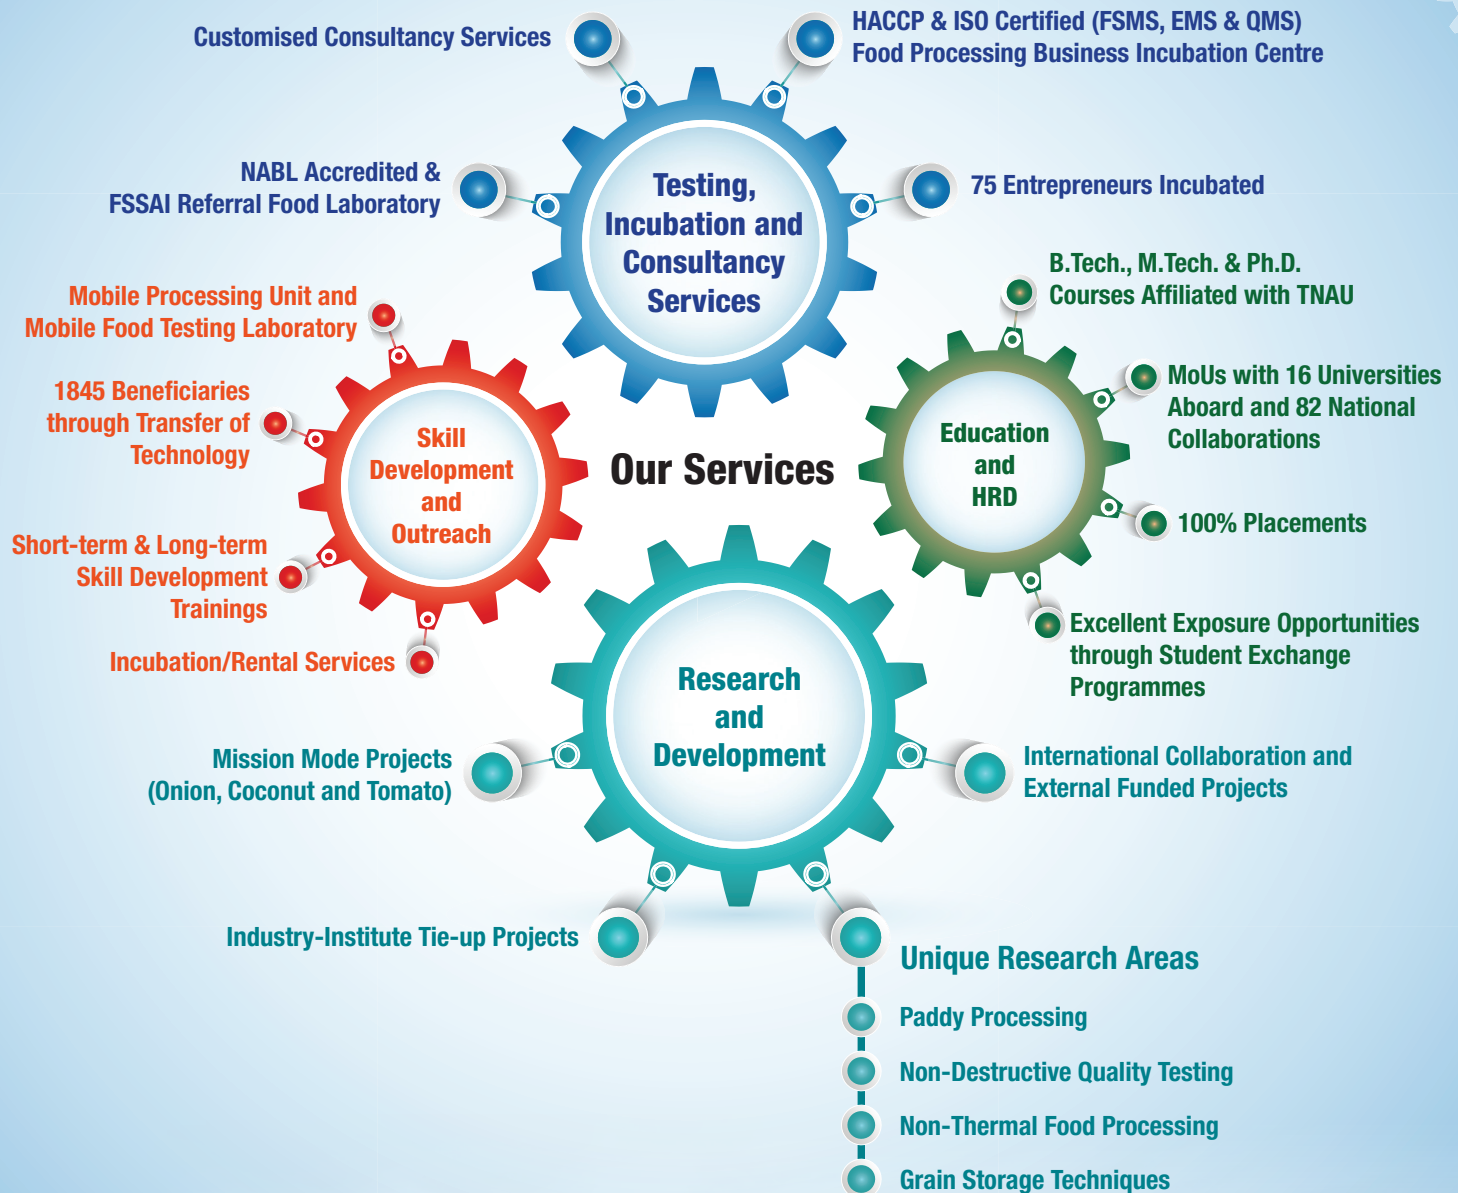 Customised Consultancy Services
HACCP & ISO Certified (FSMS, EMS & QMS)
Food Processing Business Incubation Centre
NABL Accredited &
FSSAI Referral Food Laboratory
75 Entrepreneurs Incubated
Testing,
Incubation and
Consultancy
Services
Mobile Processing Unit and
Mobile Food Testing Laboratory
1845 Beneficiaries
through Transfer of
Technology
Short-term & Long-term
Skill Development
Trainings
Incubation/Rental Services
Skill
Development
and
Outreach
Our Services
Education
and
HRD
B.Tech., M.Tech. & Ph.D.
Courses Affiliated with TNAU
MoUs with 16 Universities
Aboard and 82 National
Collaborations
100% Placements
Excellent Exposure Opportunities
through Student Exchange
Programmes
Research
and
Development
Mission Mode Projects
(Onion, Coconut and Tomato)
International Collaboration and
External Funded Projects
Industry-Institute Tie-up Projects
Unique Research Areas
Paddy Processing
Non-Destructive Quality Testing
Non-Thermal Food Processing
Grain Storage Techniques